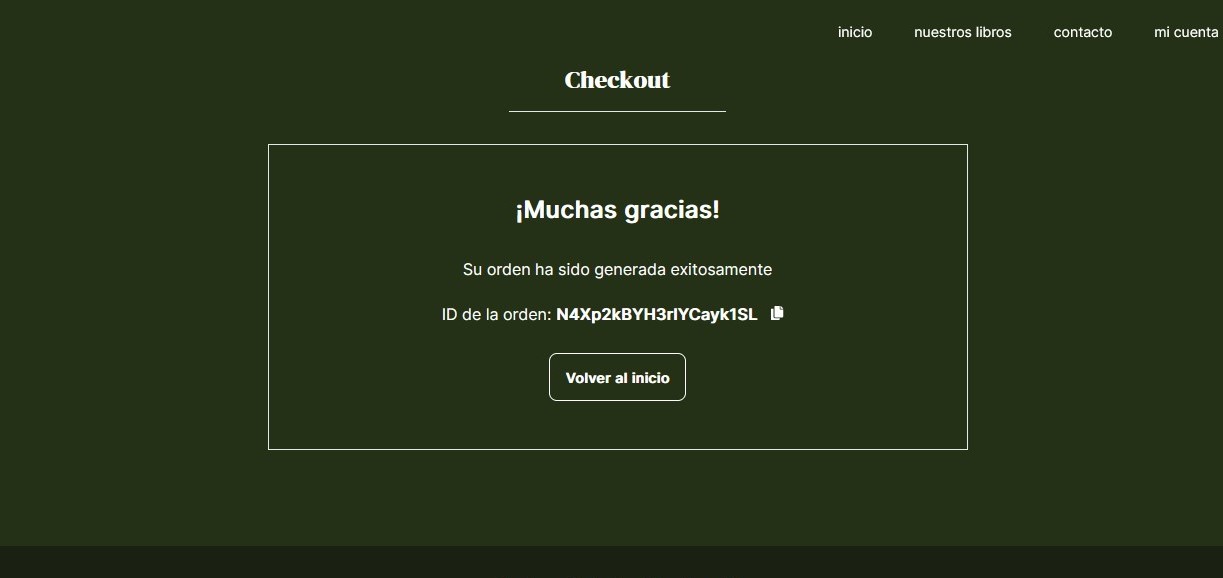 inicio nuestros libros contacto mi cuenta
Checkout
¡Muchas gracias!
Su orden ha sido generada exitosamente
ID de la orden: N4Xp2kBYH3rlYCayk1SL
Volver al inicio